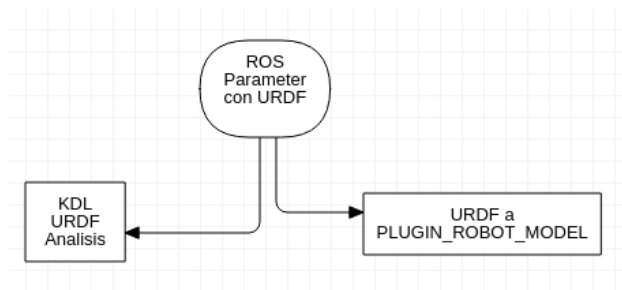 ROS
Parameter
con URDF
KDL
URDF
Analisis
URDF a
PLUGIN_ROBOT_MODEL